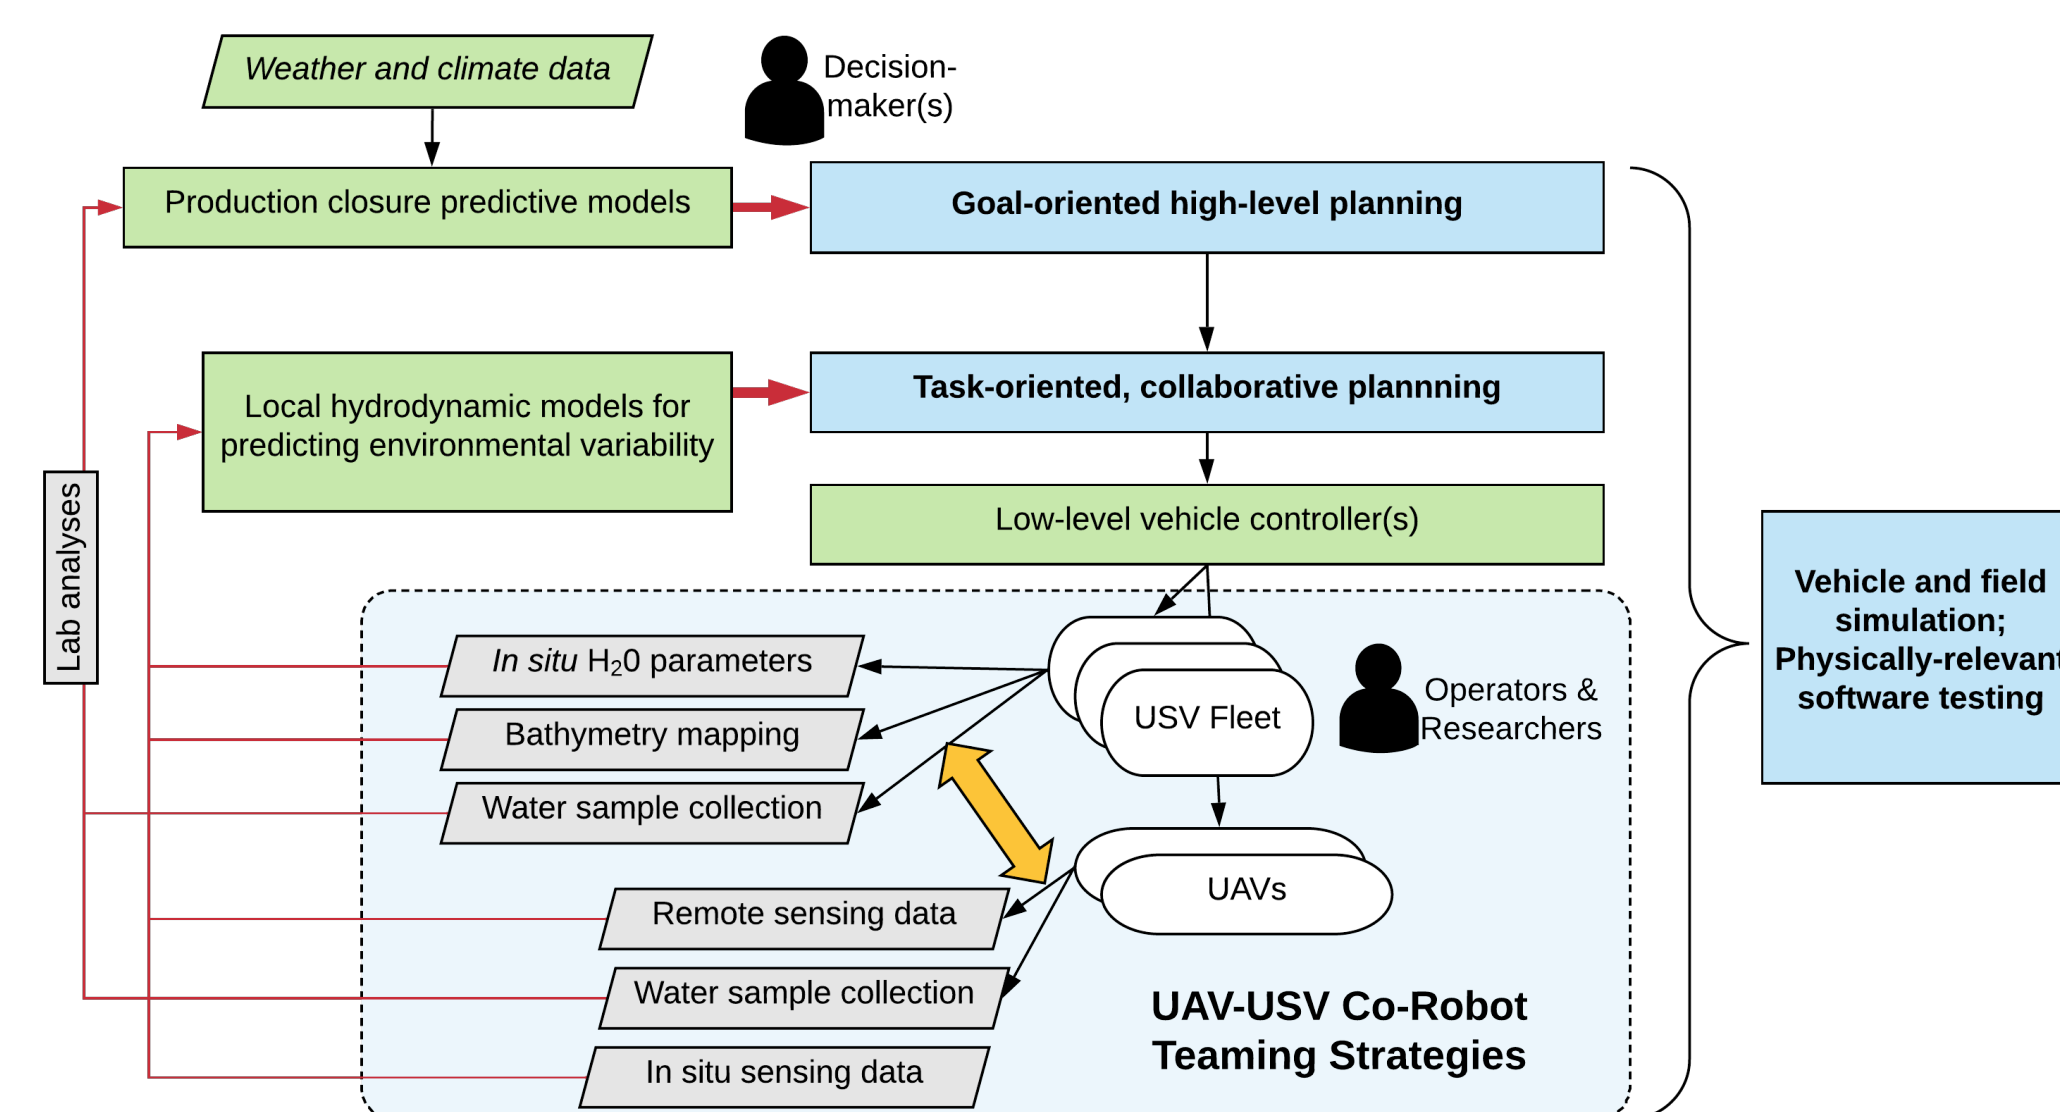 Weather and climate data
Decision-
maker(s)
Production closure predictive models
Goal-oriented high-level planning
Local hydrodynamic models for
predicting environmental variability
Task-oriented, collaborative plannning
Low-level vehicle controller(s)
Lab analyses
In situ H₂0 parameters
Bathymetry mapping
Water sample collection
USV Fleet
Operators &
Researchers
Vehicle and field
simulation;
Physically-relevant
software testing
UAVs
Remote sensing data
Water sample collection
In situ sensing data
UAV-USV Co-Robot
Teaming Strategies